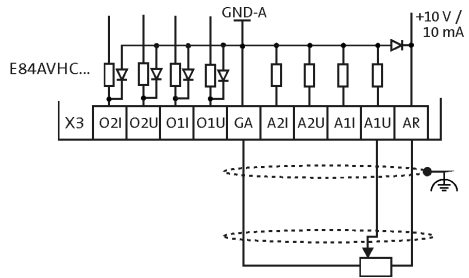 GND-A
+10 V /
10 mA
E84AVHC...
X3 O2I O2U O1I O1U GA A2I A2U A1I A1U AR